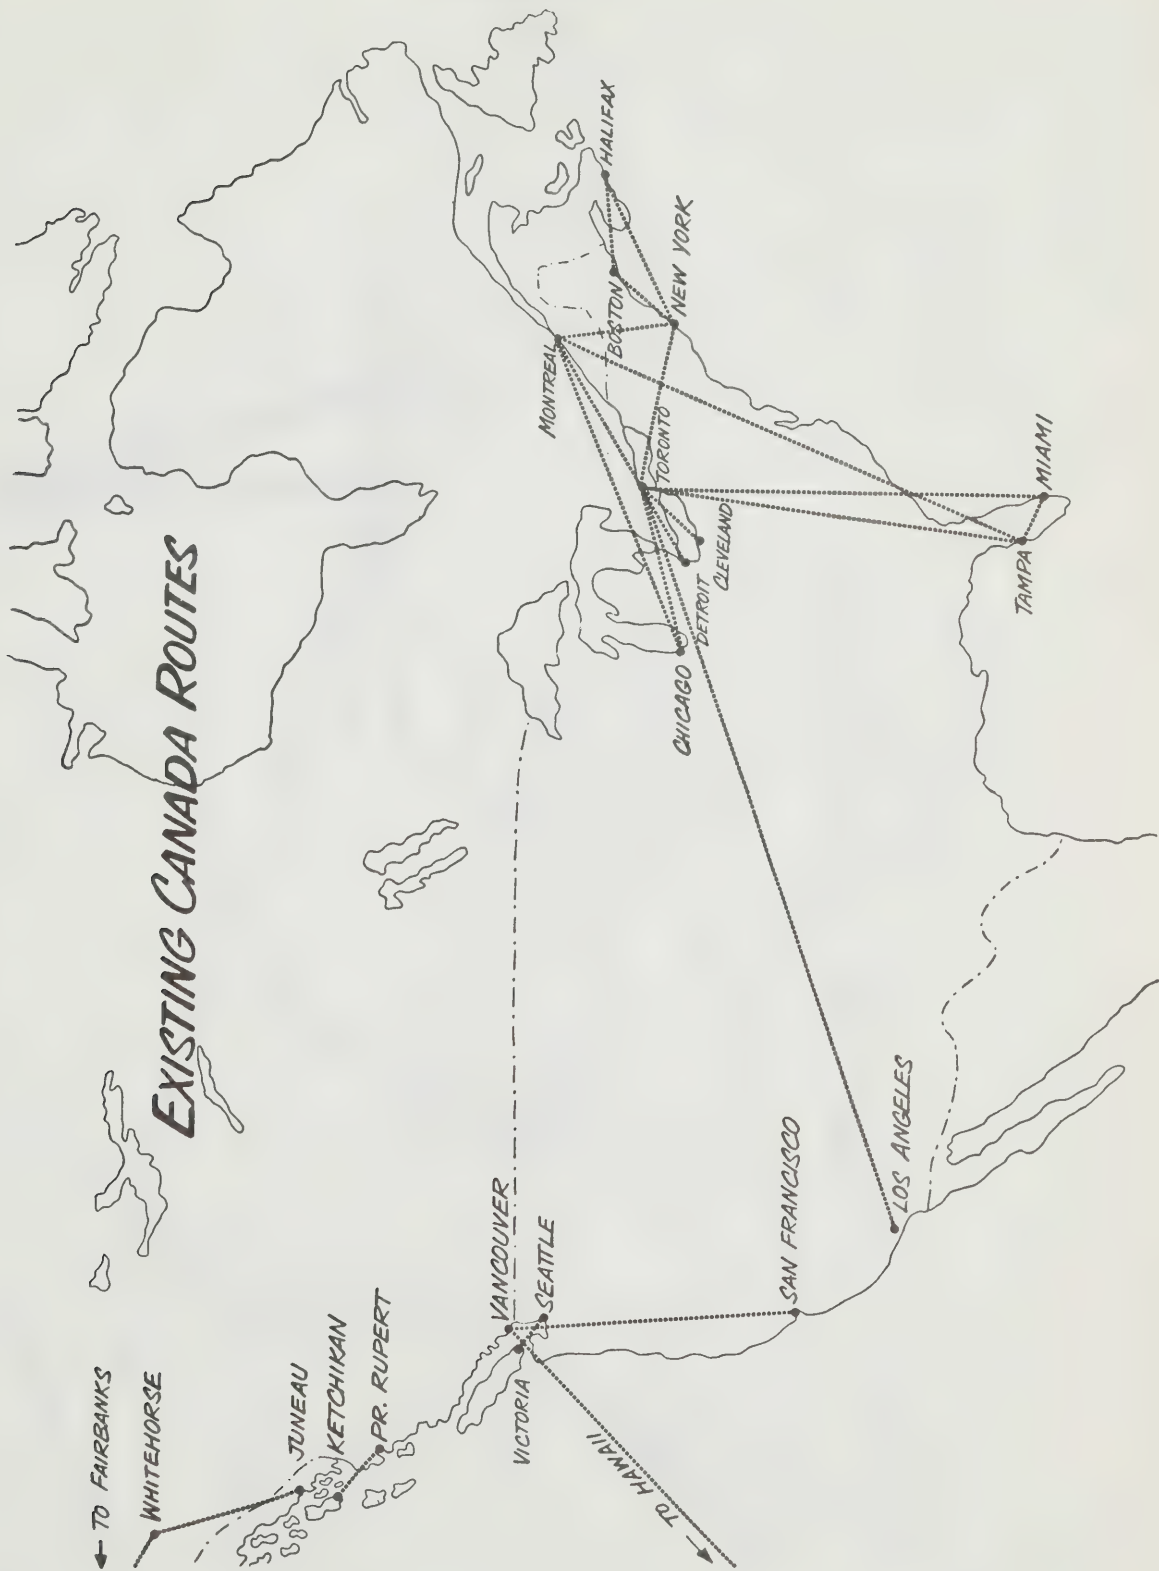 EXISTING CANADA ROUTES
← TO FAIRBANKS
WHITEHORSE
JUNEAU
KETCHIKAN
PR. RUPERT
VANCOUVER
VICTORIA
SEATTLE
TO HAWAII
SAN FRANCISCO
LOS ANGELES
CHICAGO
DETROIT
CLEVELAND
TORONTO
MONTREAL
BOSTON
HALIFAX
NEW YORK
TAMPA
MIAMI